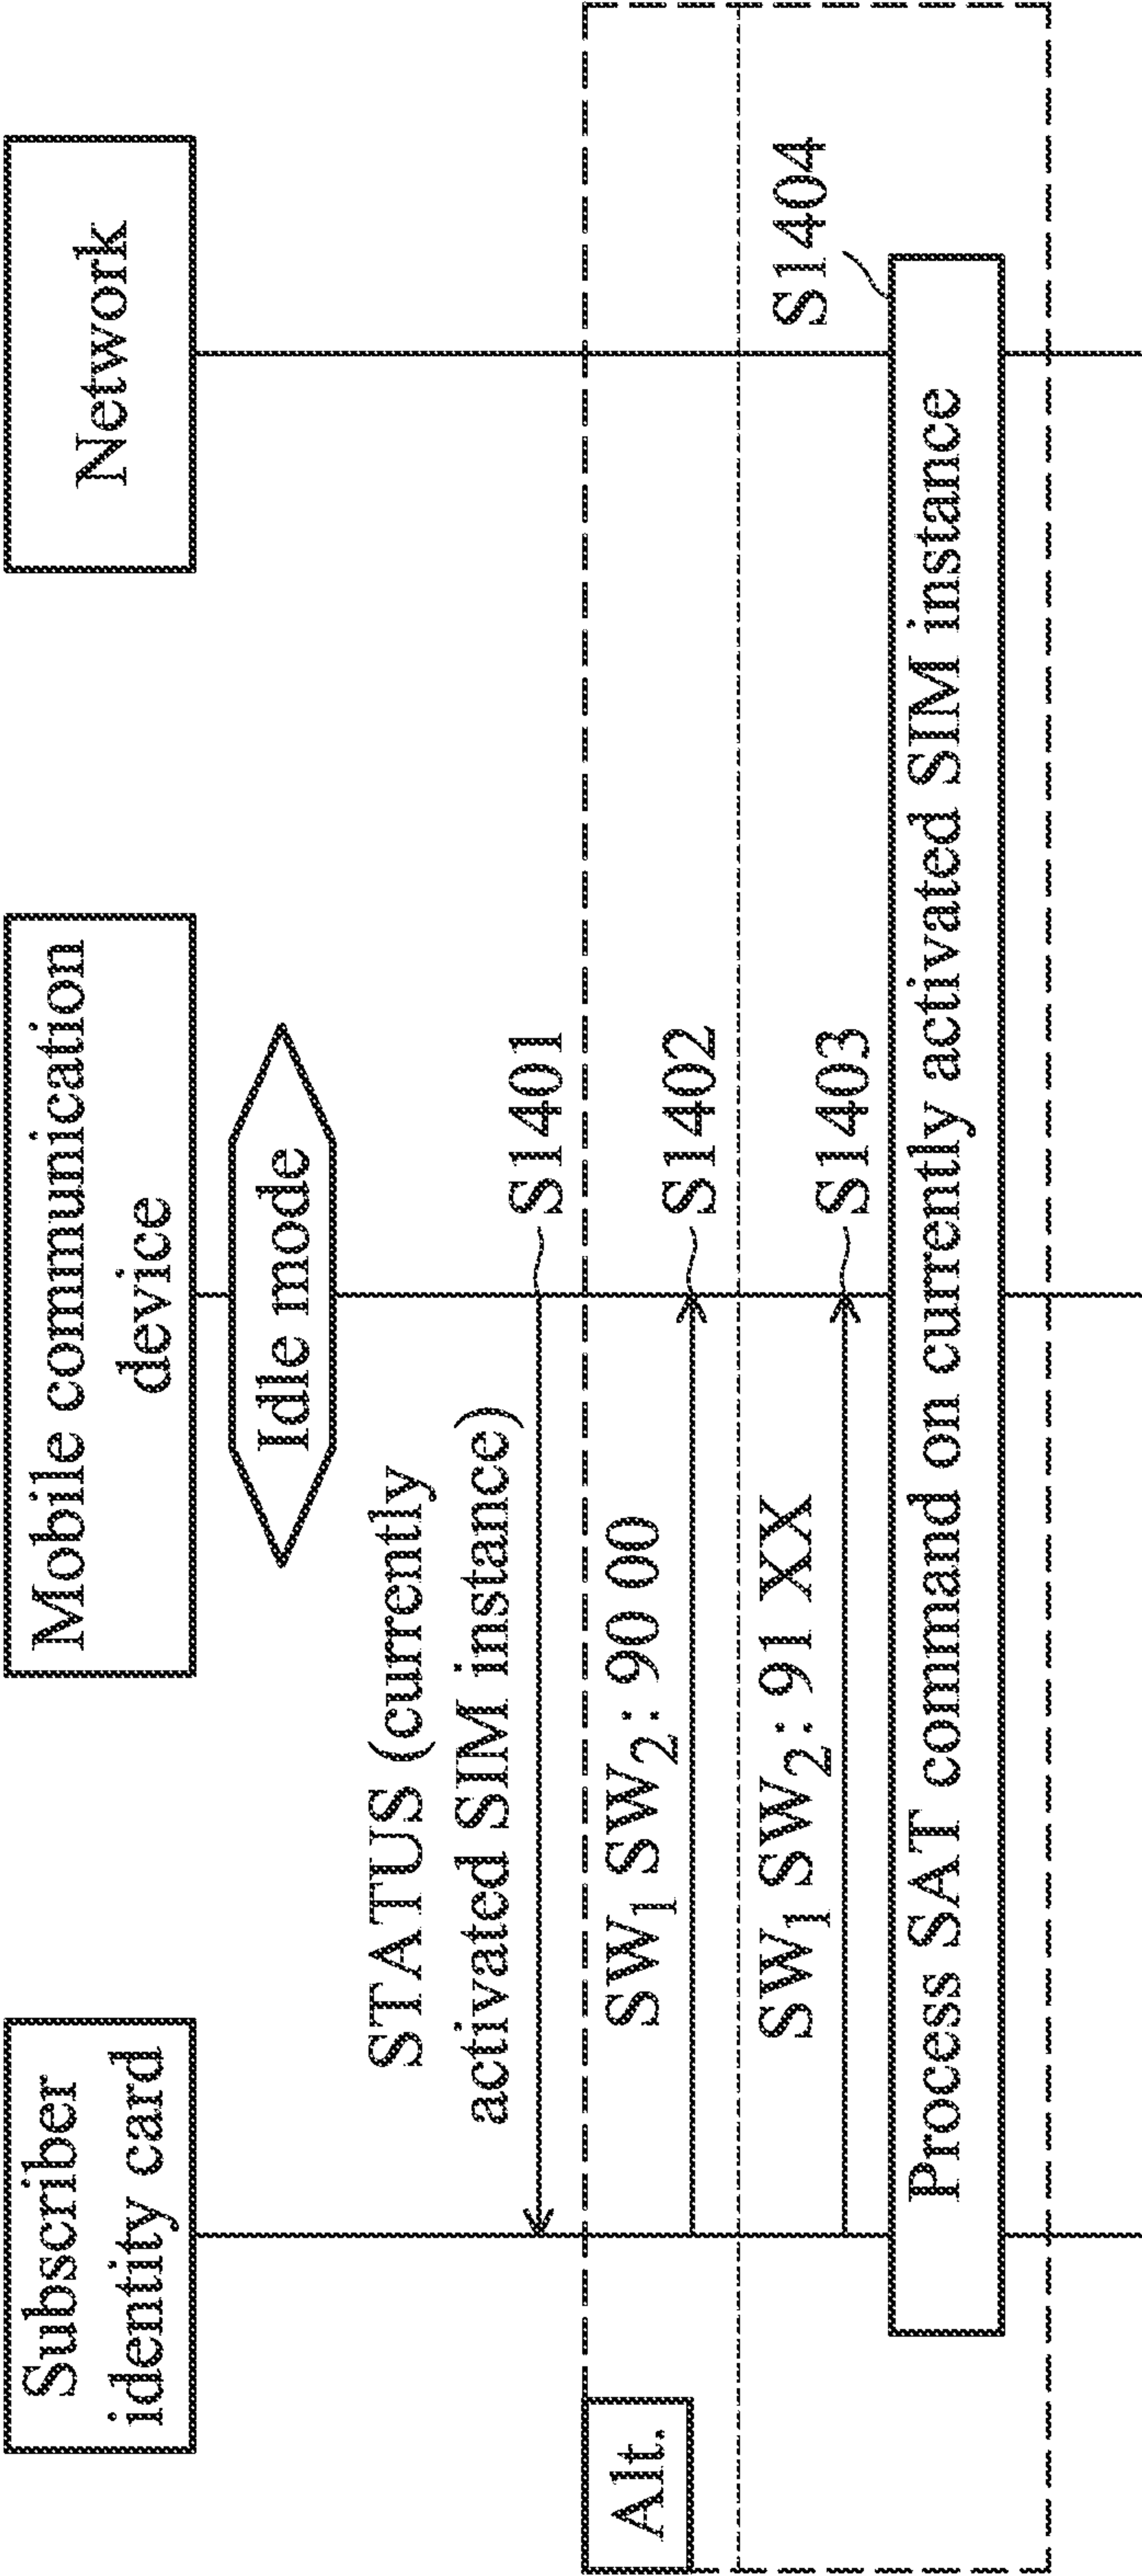 Subscriber
identity card
Mobile communication
device
Network
Idle mode
STATUS (currently
activated SIM instance)
S1401
Alt.
SW1 SW2: 90 00
S1402
SW1 SW2: 91 XX
S1403
S1404
Process SAT command on currently activated SIM instance